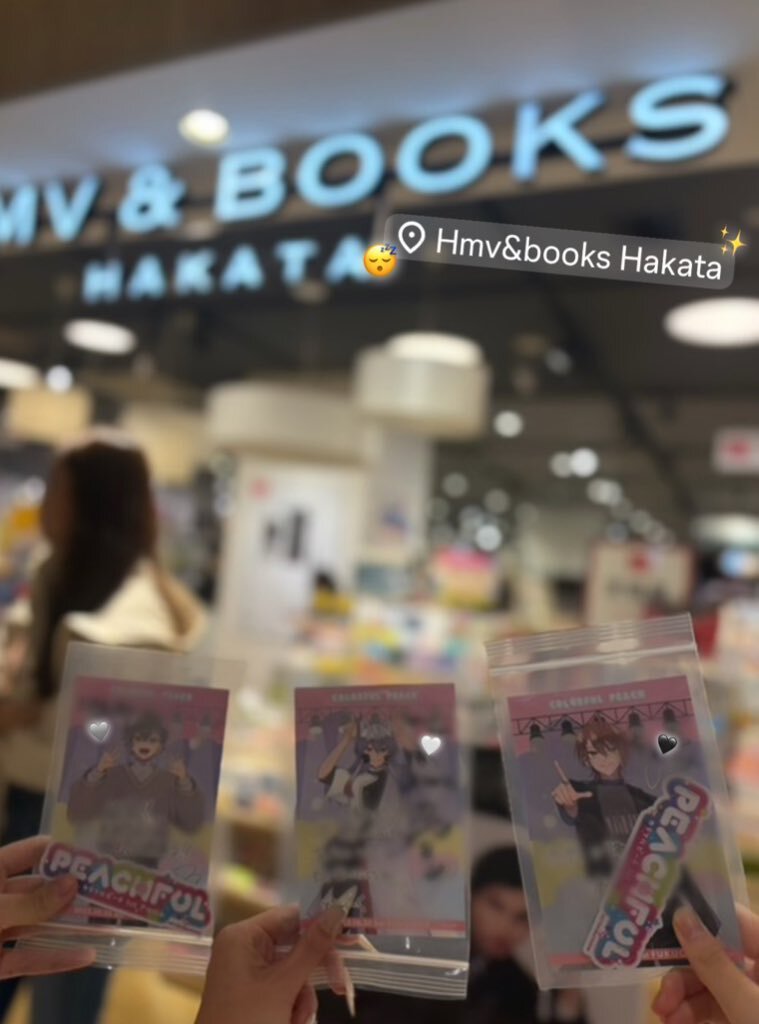 HMV & BOOKS
HAKATA
Hmv&books Hakata
COLORFUL PEACH
COLORFUL PEACH
COLORFUL PEACH
PEACHFUL
PEACHFUL